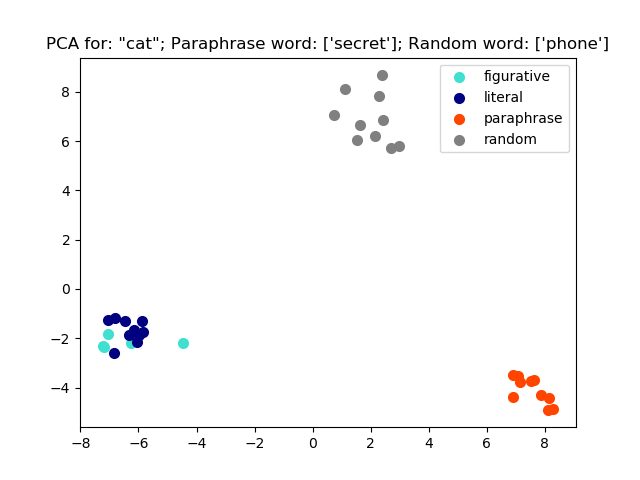 PCA for: "cat"; Paraphrase word: ['secret']; Random word: ['phone']
figurative
literal
paraphrase
random
8
6
4
2
0
−2
−4
−8 −6 −4 −2 0 2 4 6 8